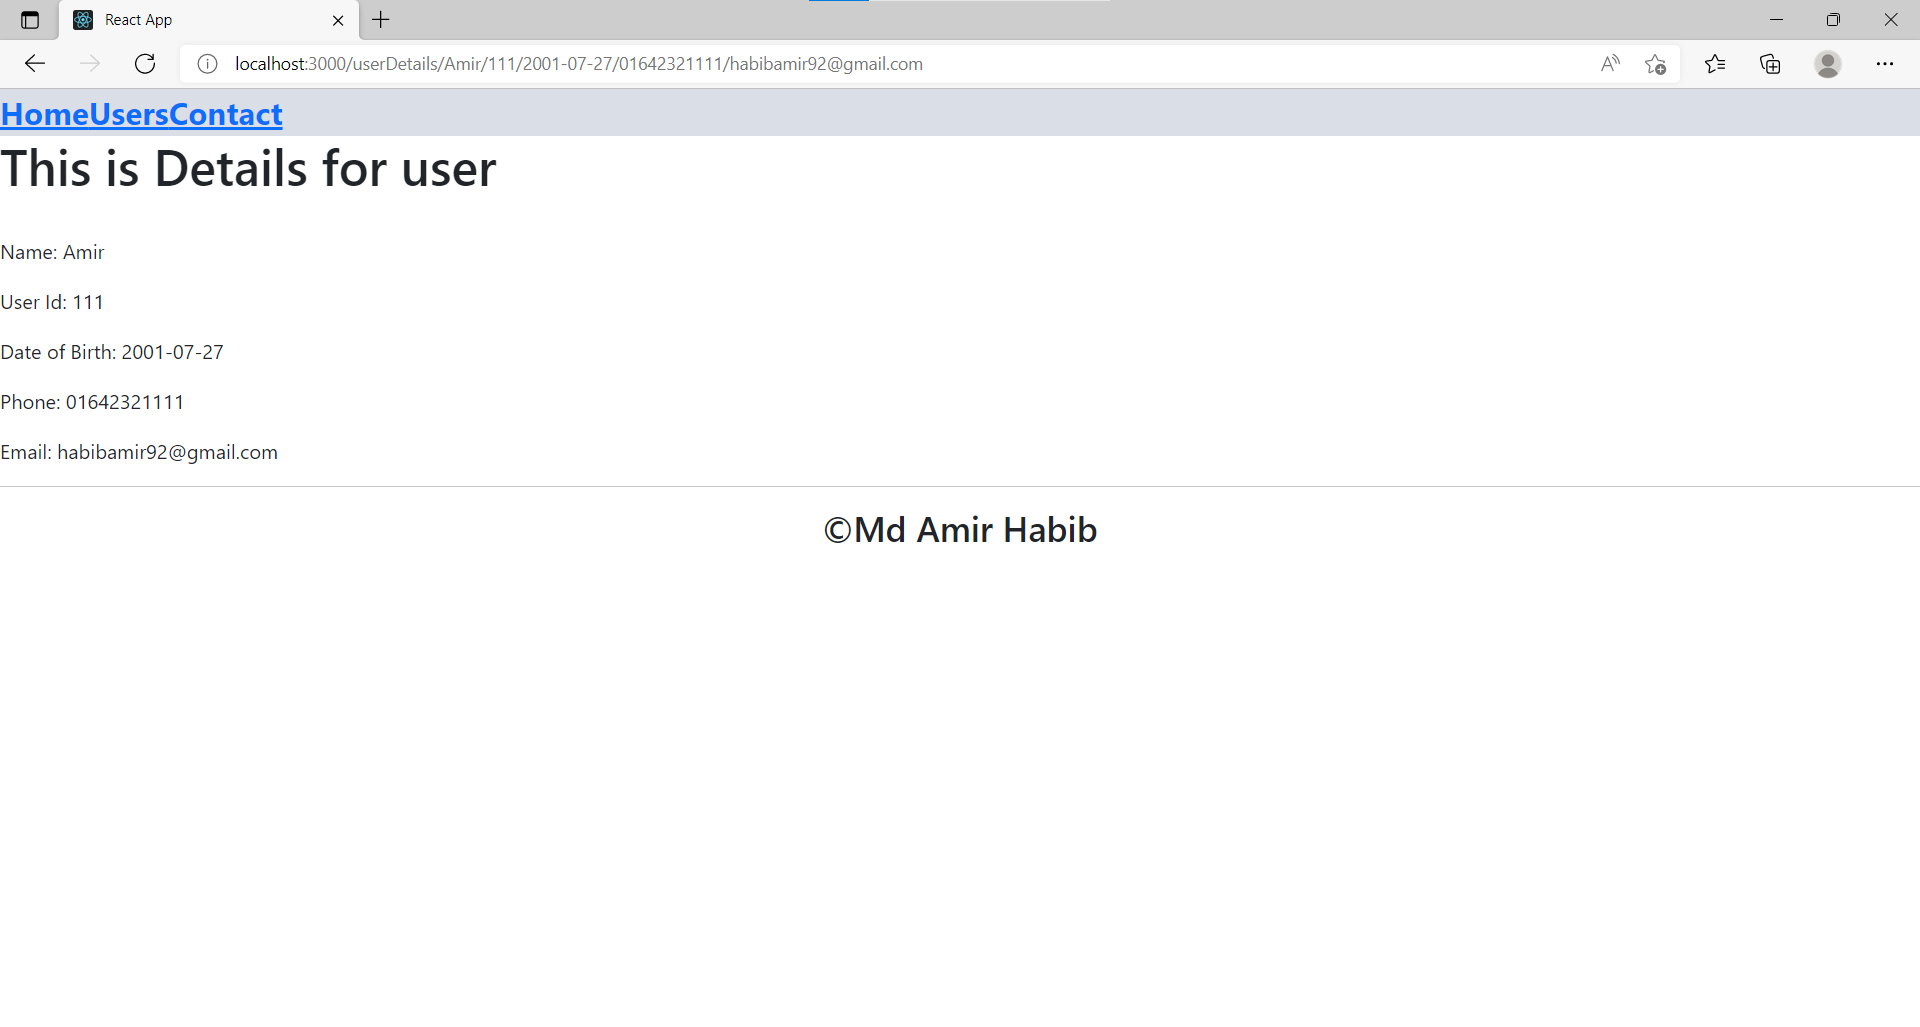 React App
localhost:3000/userDetails/Amir/111/2001-07-27/01642321111/habibamir92@gmail.com
HomeUsersContact
This is Details for user
Name: Amir
User Id: 111
Date of Birth: 2001-07-27
Phone: 01642321111
Email: habibamir92@gmail.com
©Md Amir Habib